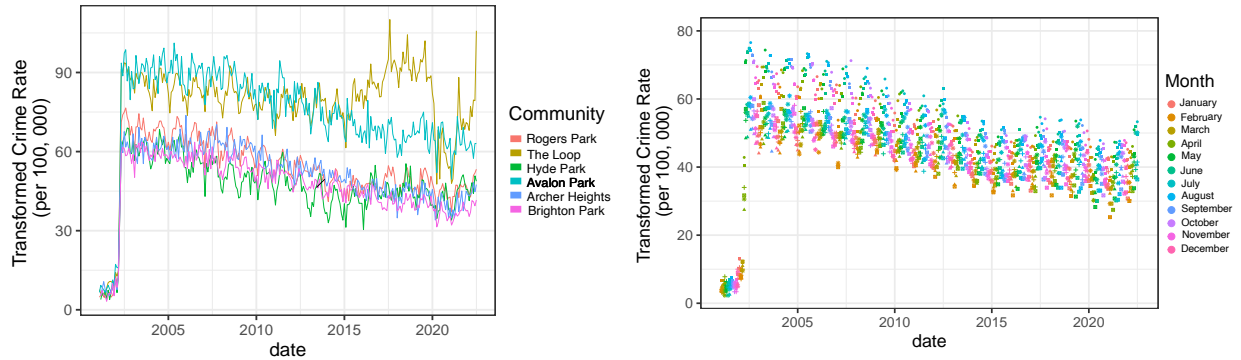 Transformed Crime Rate
(per 100, 000)
90
60
30
0
2005 2010 2015 2020
date
Community
Rogers Park
The Loop
Hyde Park
Avalon Park
Archer Heights
Brighton Park
Transformed Crime Rate
(per 100, 000)
80
60
40
20
0
2005 2010 2015 2020
date
Month
January
February
March
April
May
June
July
August
September
October
November
December